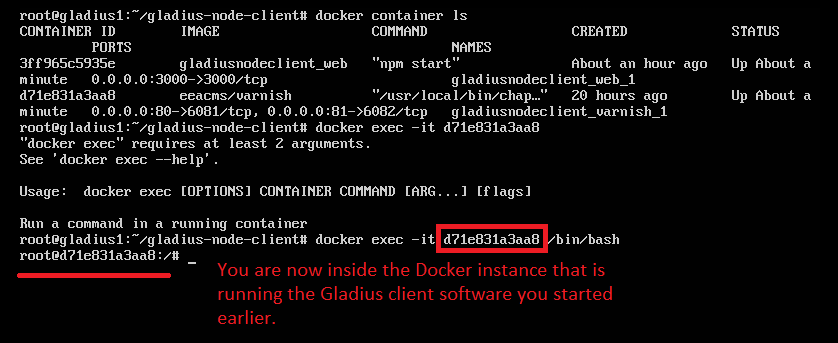 root@gladius1:~/gladius-node-client# docker container ls
CONTAINER ID IMAGE COMMAND CREATED STATUS
PORTS NAMES
3ff965c5935e gladiusnodeclient_web "npm start" About an hour ago Up About a
minute 0.0.0.0:3000->3000/tcp gladiusnodeclient_web_1
d71e831a3aa8 eeacms/varnish "/usr/local/bin/chap…" 20 hours ago Up About a
minute 0.0.0.0:80->6081/tcp, 0.0.0.0:81->6082/tcp gladiusnodeclient_varnish_1
root@gladius1:~/gladius-node-client# docker exec -it d71e831a3aa8
"docker exec" requires at least 2 arguments.
See 'docker exec --help'.
Usage: docker exec [OPTIONS] CONTAINER COMMAND [ARG...] [flags]
Run a command in a running container
root@gladius1:~/gladius-node-client# docker exec -it d71e831a3aa8 /bin/bash
root@d71e831a3aa8:/# _
You are now inside the Docker instance that is
running the Gladius client software you started
earlier.